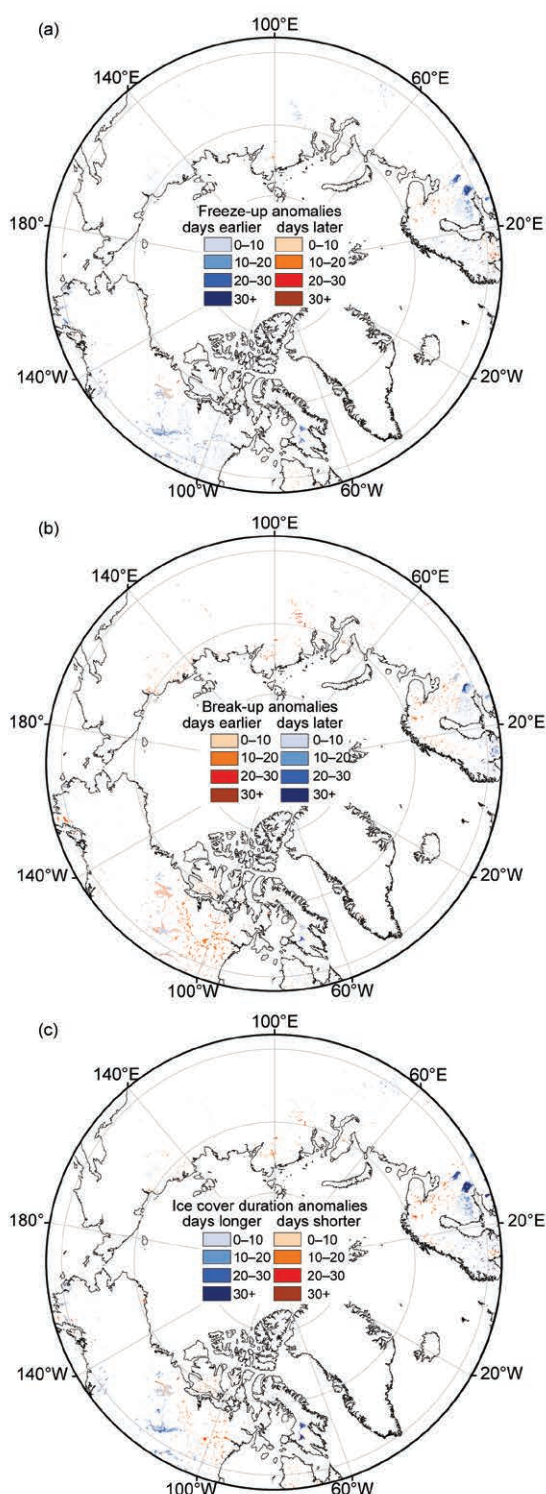 (a)
100°E
140°E
60°E
180°
20°E
Freeze-up anomalies
days earlier days later
0–10 0–10
10–20 10–20
20–30 20–30
30+ 30+
140°W
20°W
100°W
60°W
(b)
100°E
140°E
60°E
180°
20°E
Break-up anomalies
days earlier days later
0–10 0–10
10–20 10–20
20–30 20–30
30+ 30+
140°W
20°W
100°W
60°W
(c)
100°E
140°E
60°E
180°
20°E
Ice cover duration anomalies
days longer days shorter
0–10 0–10
10–20 10–20
20–30 20–30
30+ 30+
140°W
20°W
100°W
60°W